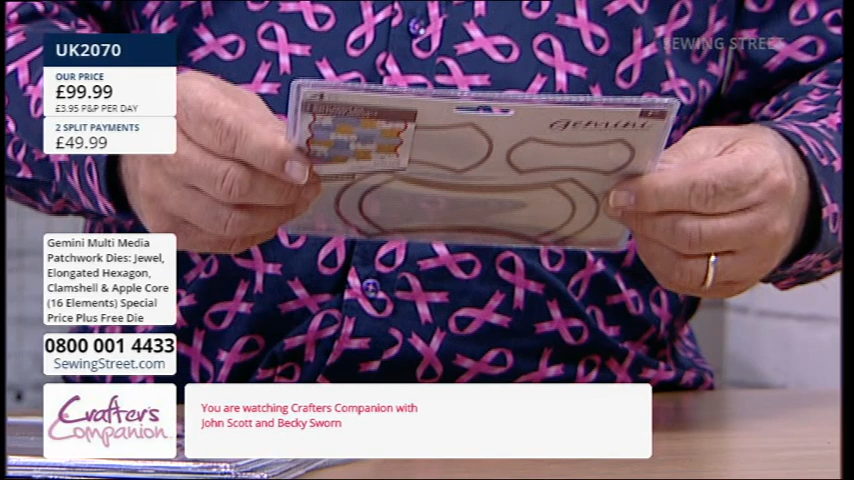 UK2070
OUR PRICE
£99.99
£3.95 P&P PER DAY
2 SPLIT PAYMENTS
£49.99
Gemini Multi Media
Patchwork Dies: Jewel,
Elongated Hexagon,
Clamshell & Apple Core
(16 Elements) Special
Price Plus Free Die
0800 001 4433
SewingStreet.com
Crafter's
Companion
You are watching Crafters Companion with
John Scott and Becky Sworn
SEWING STREET
Gemini